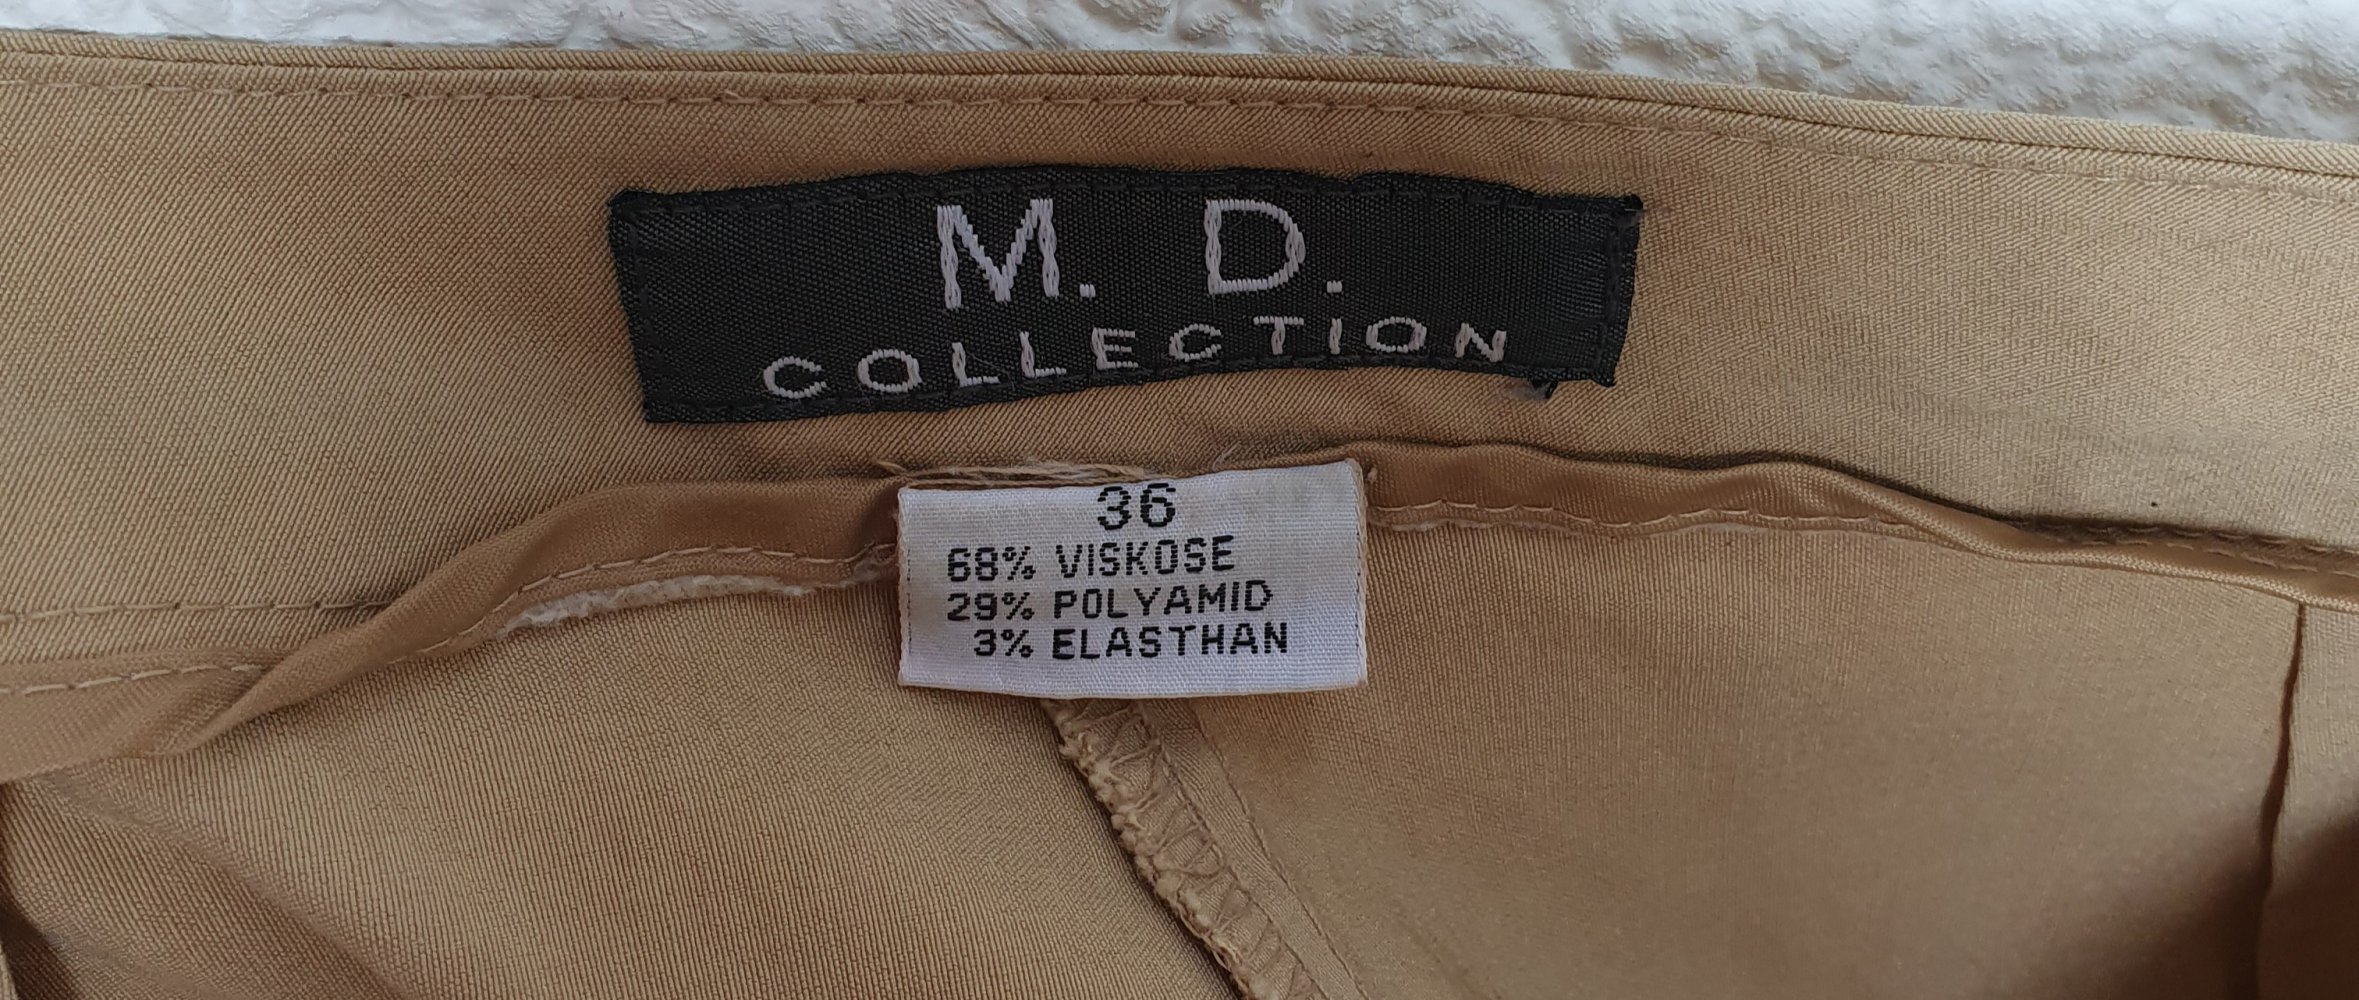 M. D.
COLLECTION
36
68% VISKOSE
29% POLYAMID
3% ELASTHAN